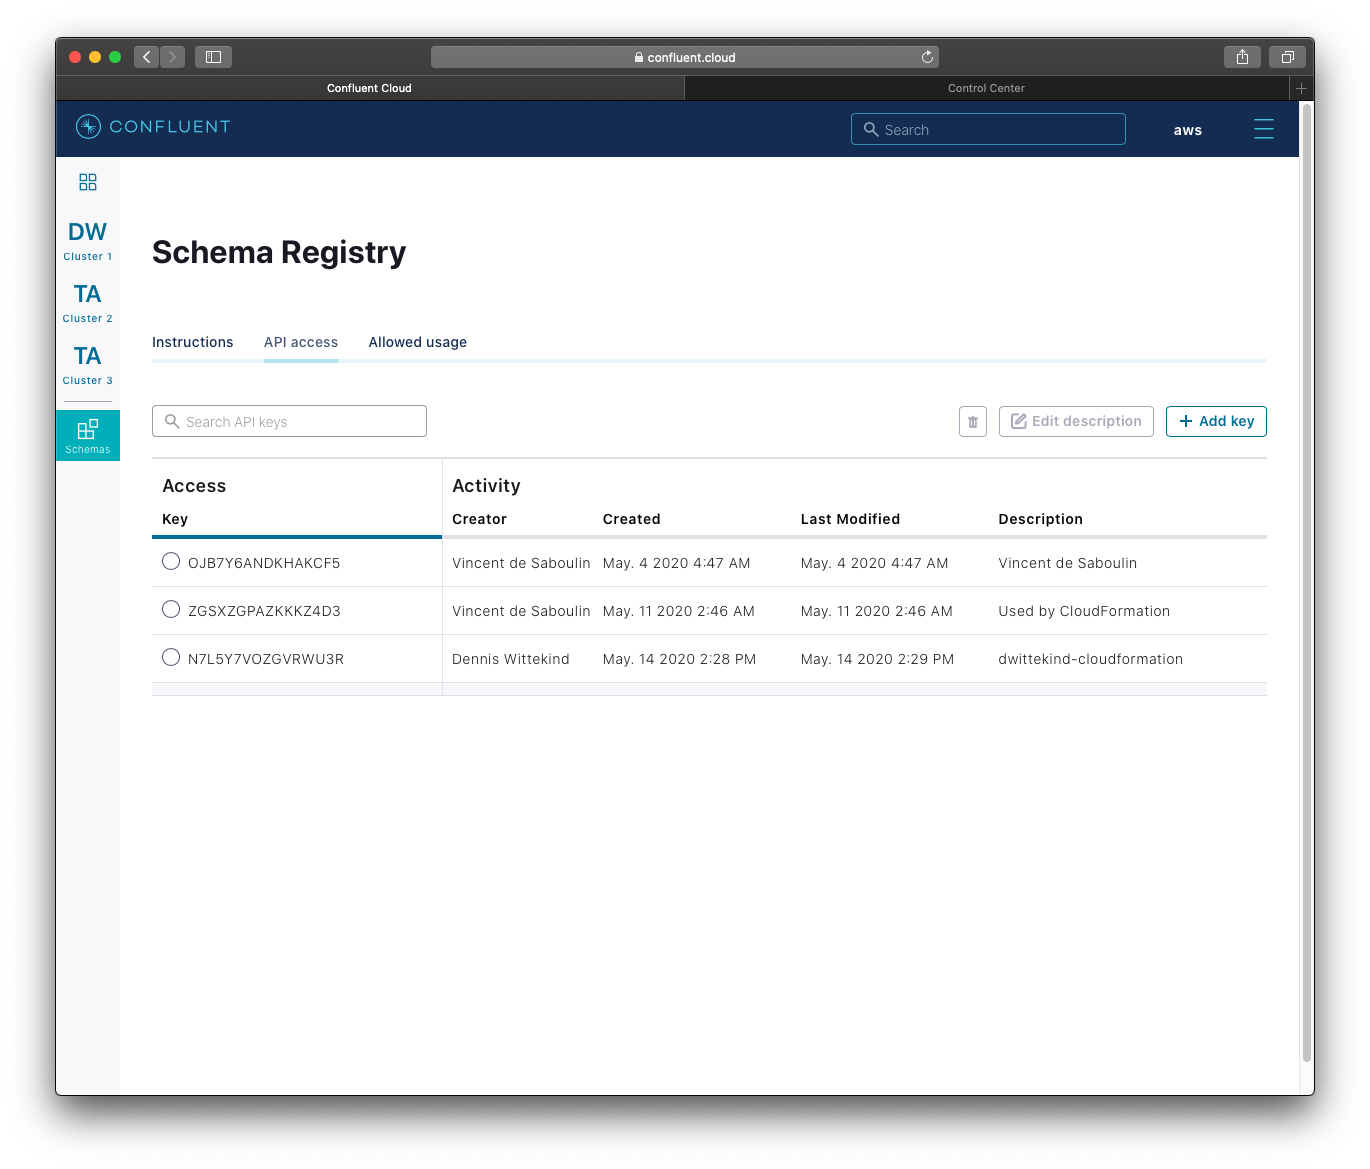 confluent.cloud
Confluent Cloud
Control Center
CONFLUENT
Search
aws
DW
Cluster 1
TA
Cluster 2
TA
Cluster 3
Schemas
Schema Registry
Instructions API access Allowed usage
Search API keys
Edit description
Add key
Access Activity
Key Creator Created Last Modified Description
OJB7Y6ANDKHAKCF5 Vincent de Saboulin May. 4 2020 4:47 AM May. 4 2020 4:47 AM Vincent de Saboulin
ZGSXZGPAZKKKZ4D3 Vincent de Saboulin May. 11 2020 2:46 AM May. 11 2020 2:46 AM Used by CloudFormation
N7L5Y7VOZGVRWU3R Dennis Wittekind May. 14 2020 2:28 PM May. 14 2020 2:29 PM dwittekind-cloudformation